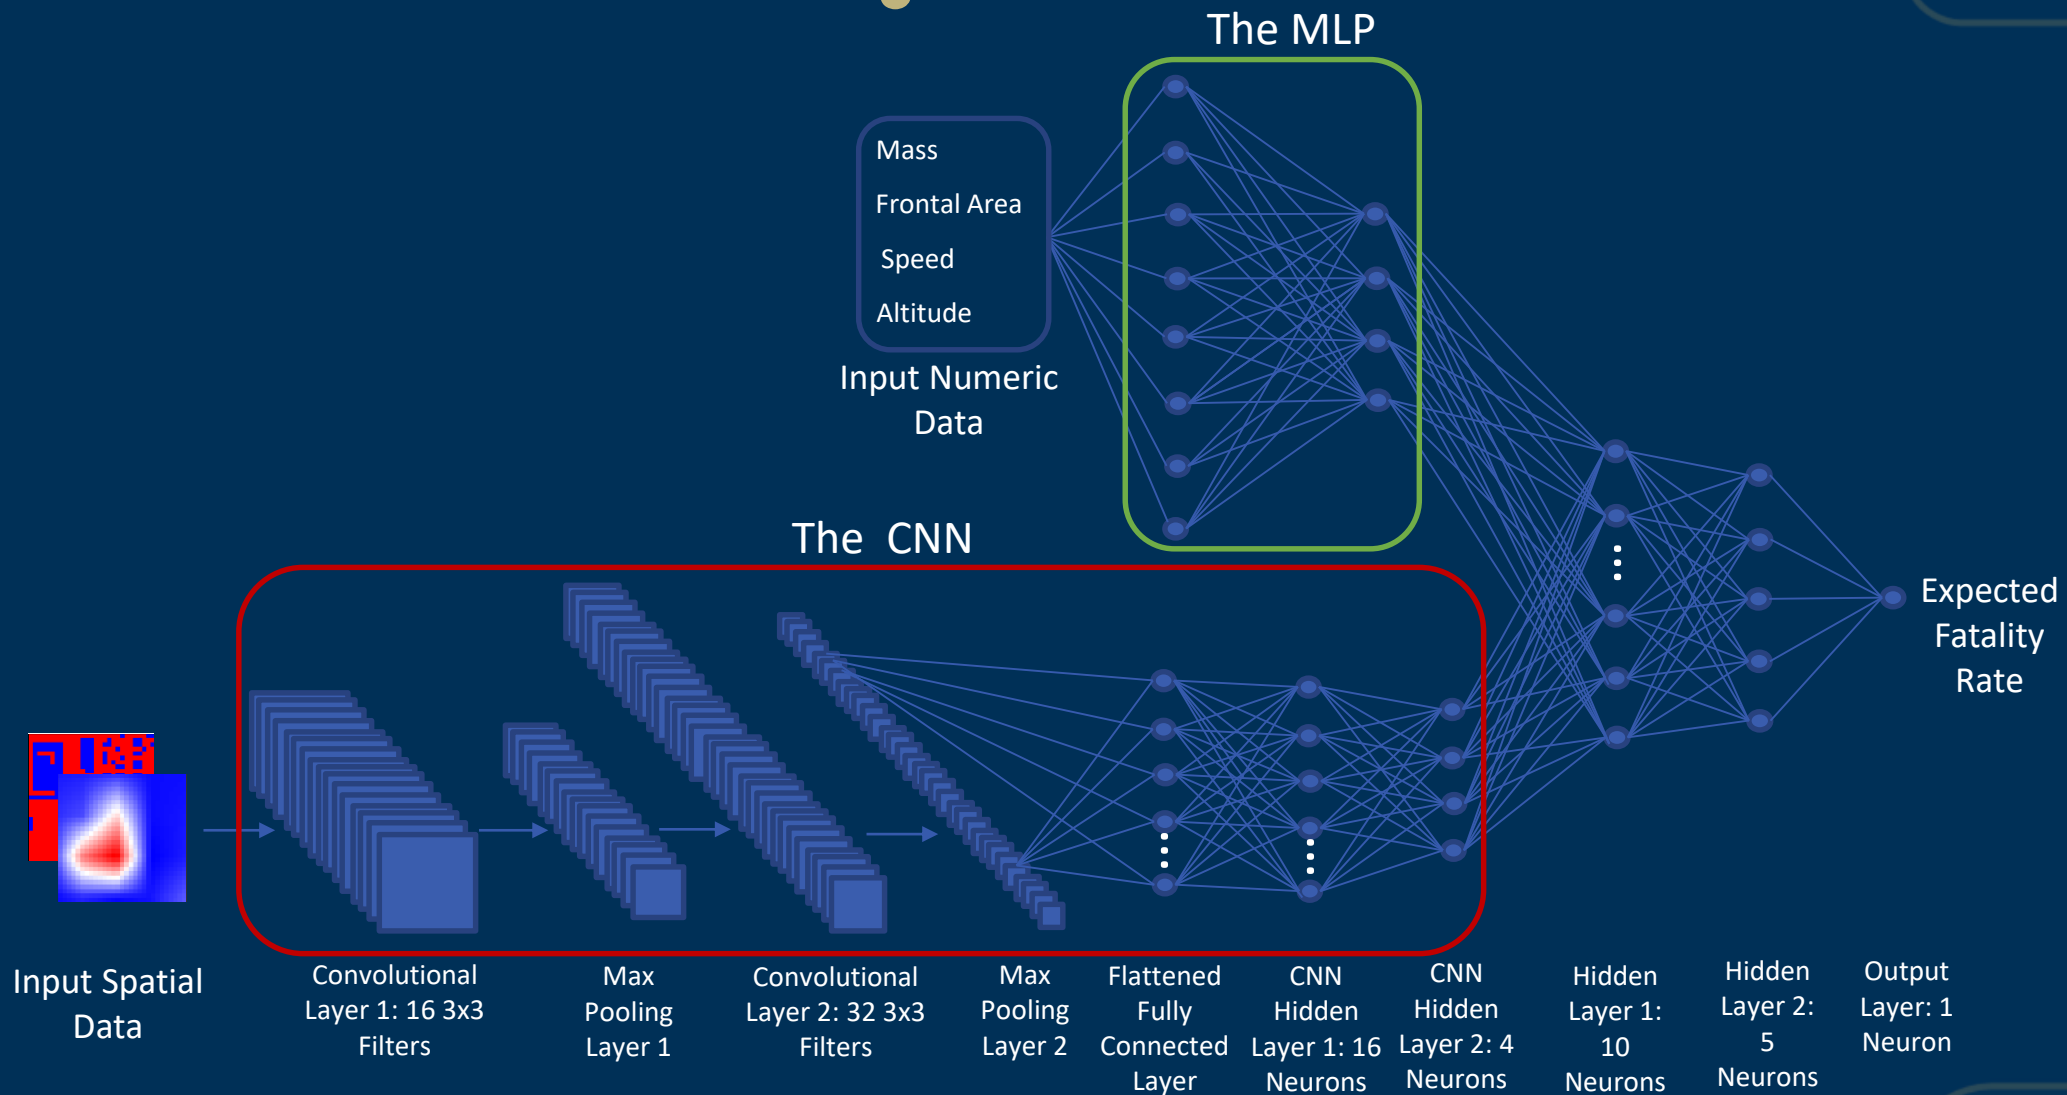 The MLP
Mass
Frontal Area
Speed
Altitude
Input Numeric
Data
The CNN
Expected
Fatality
Rate
Input Spatial
Data
Convolutional
Layer 1: 16 3x3
Filters
Max
Pooling
Layer 1
Convolutional
Layer 2: 32 3x3
Filters
Max
Pooling
Layer 2
Flattened
Fully
Connected
Layer
CNN
Hidden
Layer 1: 16
Neurons
CNN
Hidden
Layer 2: 4
Neurons
Hidden
Layer 1:
10
Neurons
Hidden
Layer 2:
5
Neurons
Output
Layer: 1
Neuron